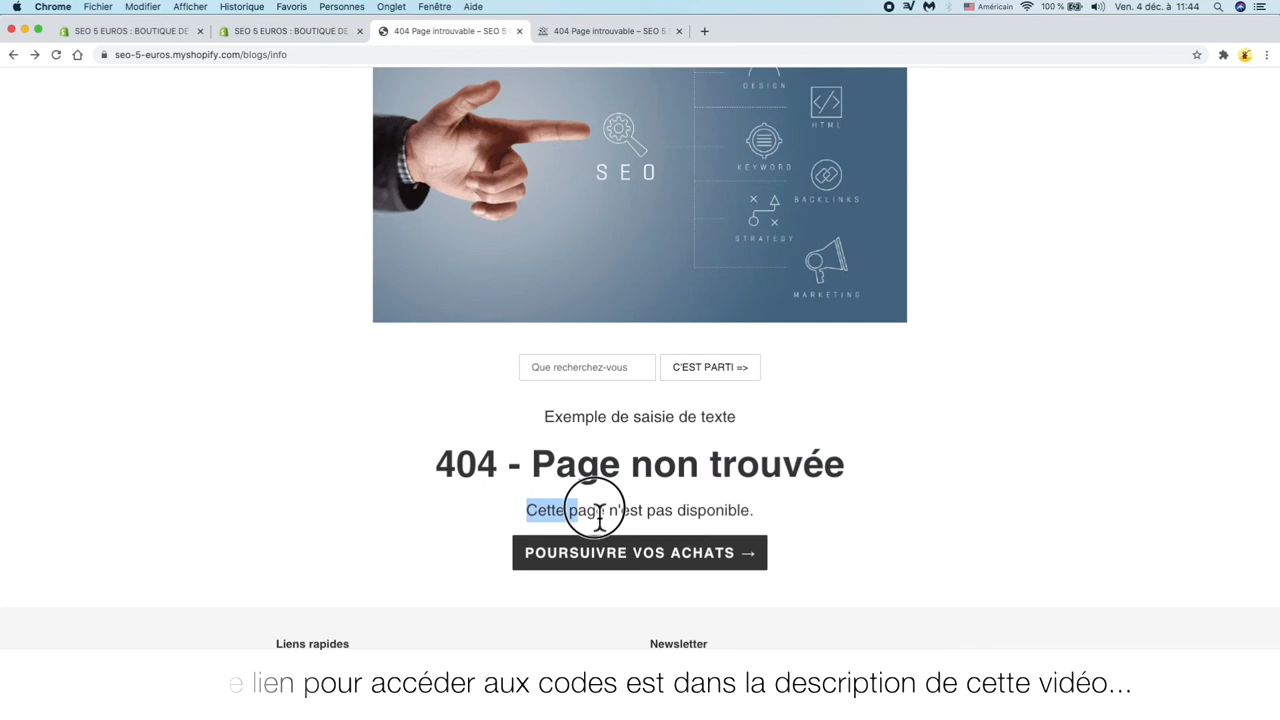 Chrome Fichier Modifier Afficher Historique Favoris Personnes Onglet Fenêtre Aide Américain 100 % Ven. 4 déc. à 11:44
SEO 5 EUROS : BOUTIQUE DE SEO 5 EUROS : BOUTIQUE DE 404 Page introuvable – SEO 5 404 Page introuvable – SEO 5
seo-5-euros.myshopify.com/blogs/info
DESIGN
HTML
SEO
KEYWORD
BACKLINKS
STRATEGY
MARKETING
Que recherchez-vous C'EST PARTI =>
Exemple de saisie de texte
404 - Page non trouvée
Cette page n'est pas disponible.
POURSUIVRE VOS ACHATS →
Liens rapides Newsletter
e lien pour accéder aux codes est dans la description de cette vidéo...